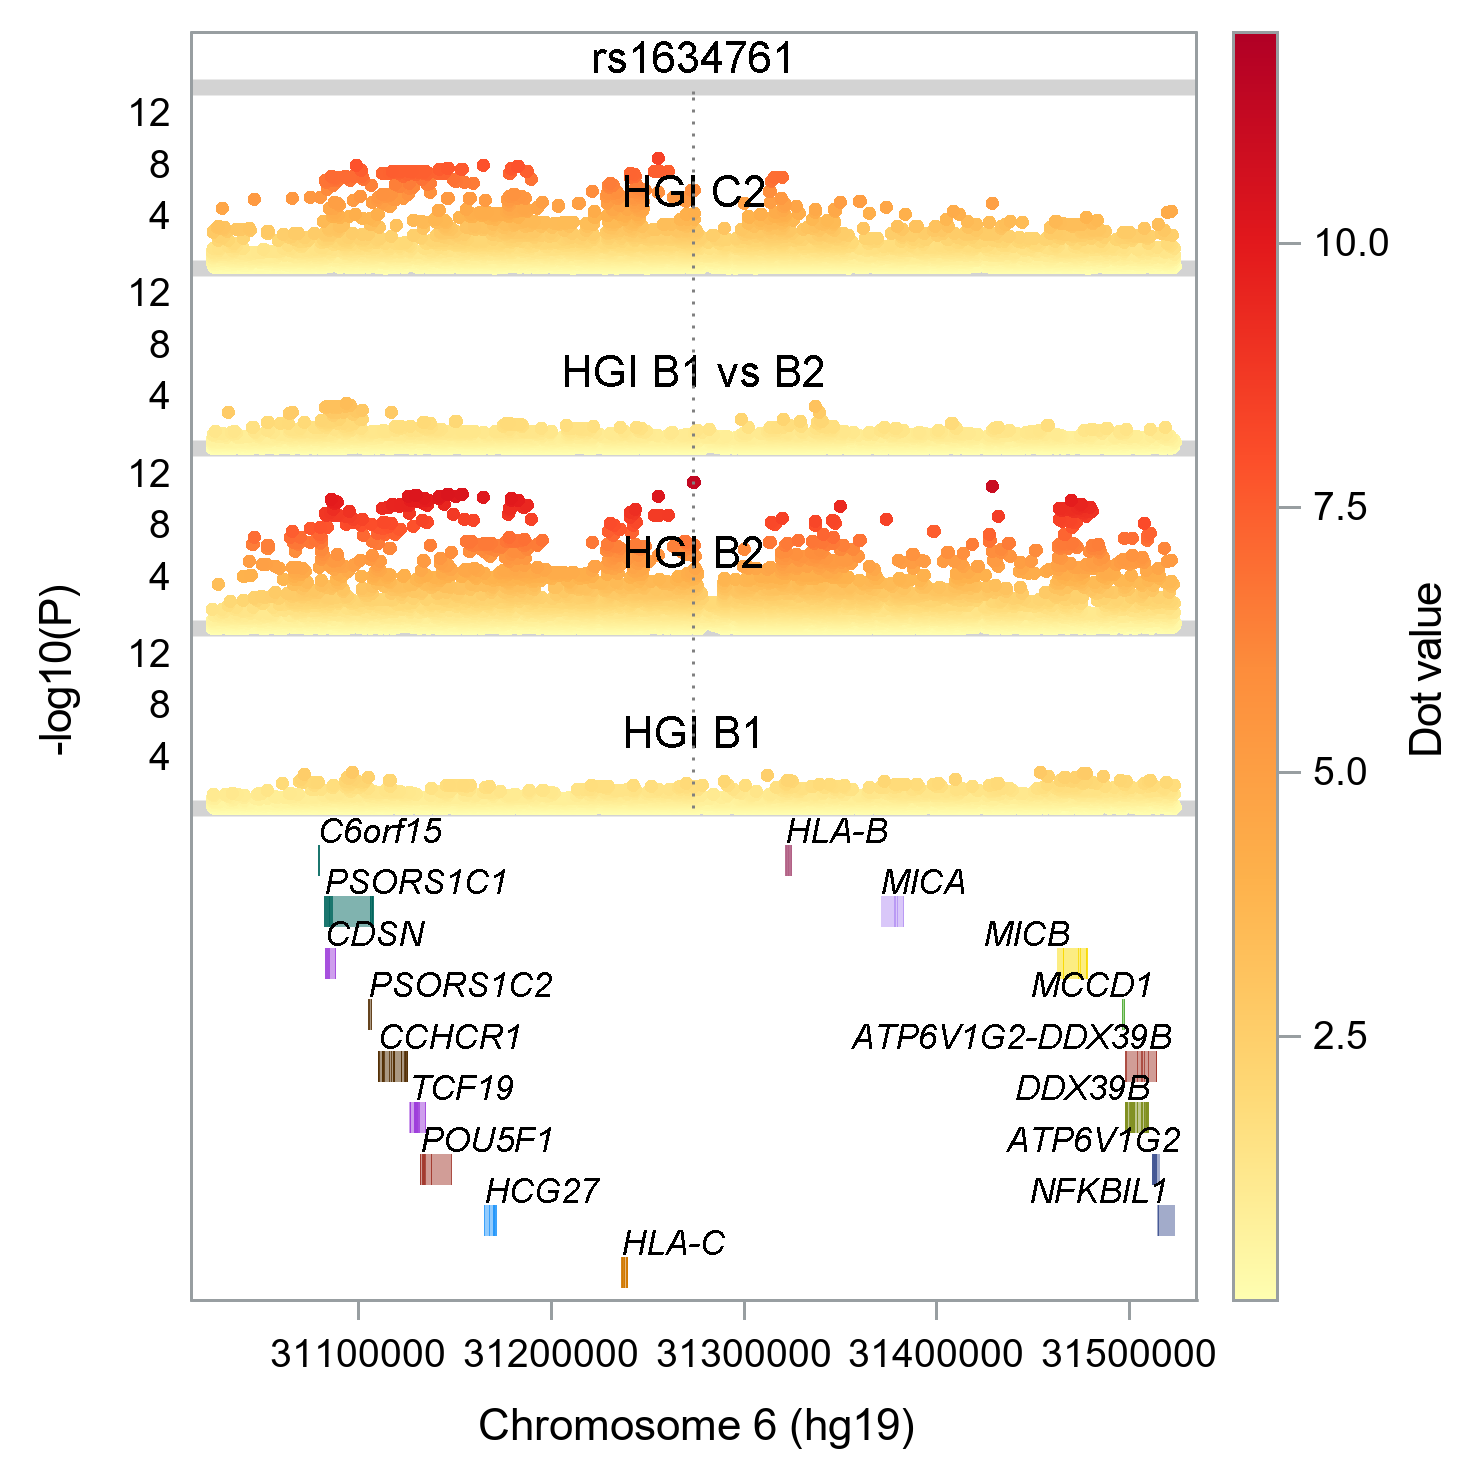 rs1634761
12
8
4
HGI C2
12
8
4
HGI B1 vs B2
12
8
4
HGI B2
12
8
4
HGI B1
-log10(P)
C6orf15
HLA-B
PSORS1C1
MICA
CDSN
MICB
PSORS1C2
MCCD1
CCHCR1
ATP6V1G2-DDX39B
TCF19
DDX39B
POU5F1
ATP6V1G2
HCG27
NFKBIL1
HLA-C
31100000 31200000 31300000 31400000 31500000
Chromosome 6 (hg19)
10.0
7.5
5.0
2.5
Dot value